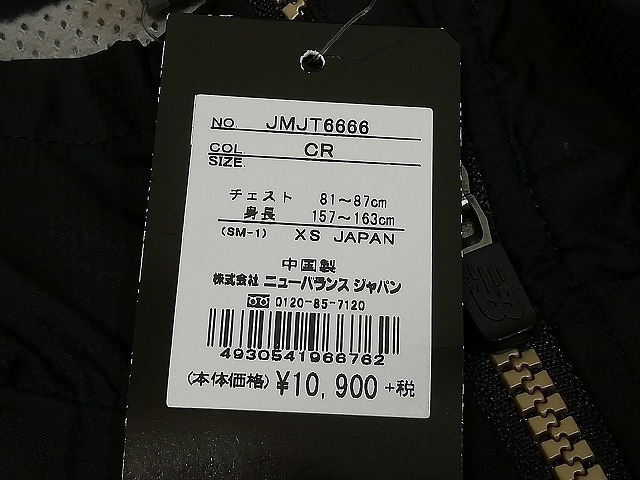 NO. JMJT6666
COL CR
SIZE.
チェスト 81〜87cm
身長 157〜163cm
(SM-1) XS JAPAN
中国製
株式会社 ニューバランス ジャパン
0120-85-7120
4930541966762
(本体価格) ¥10,900+税